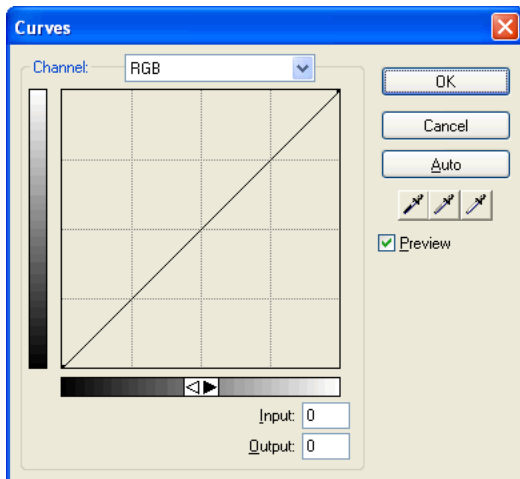 Curves
Channel: RGB
OK
Cancel
Auto
Preview
Input: 0
Output: 0